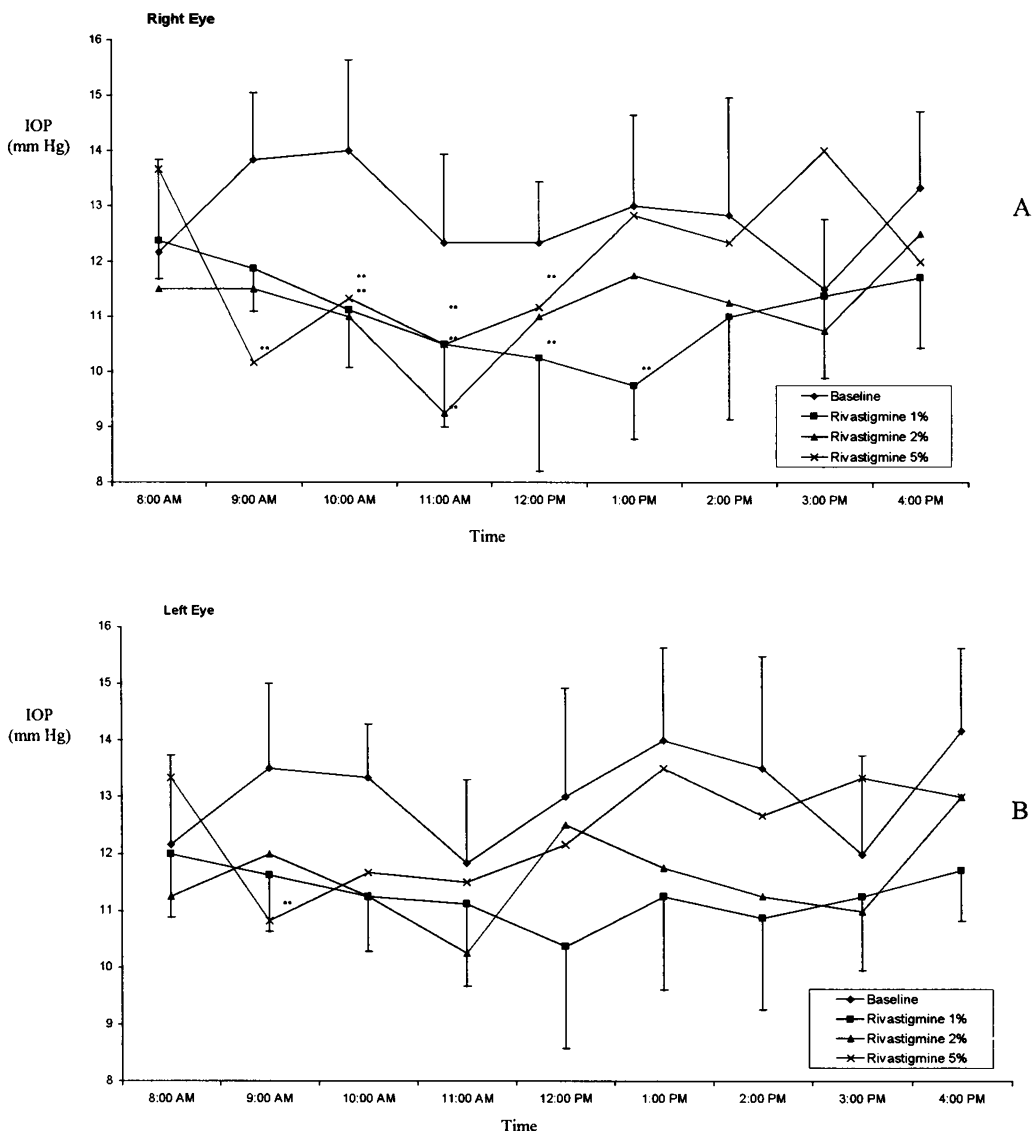 Right Eye
16
15
IOP
(mm Hg)
14
13
12
11
10
9
8
**
**
**
**
**
**
**
**
**
A
Baseline
Rivastigmine 1%
Rivastigmine 2%
Rivastigmine 5%
8:00 AM 9:00 AM 10:00 AM 11:00 AM 12:00 PM 1:00 PM 2:00 PM 3:00 PM 4:00 PM
Time
Left Eye
16
15
IOP
(mm Hg)
14
13
12
11
10
9
8
**
B
Baseline
Rivastigmine 1%
Rivastigmine 2%
Rivastigmine 5%
8:00 AM 9:00 AM 10:00 AM 11:00 AM 12:00 PM 1:00 PM 2:00 PM 3:00 PM 4:00 PM
Time